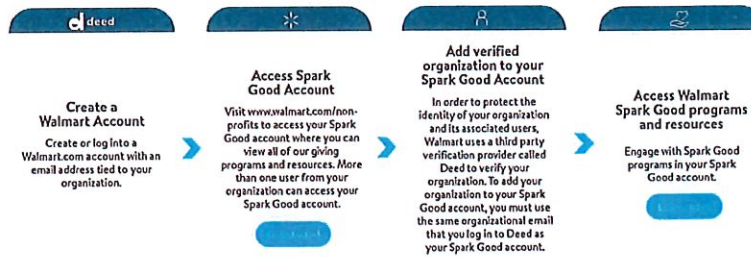 deed
Create a
Walmart Account
Create or log into a
Walmart.com account with an
email address tied to your
organization.
Access Spark
Good Account
Visit www.walmart.com/non-
profits to access your Spark
Good account where you can
view all of our giving
programs and resources. More
than one user from your
organization can access your
Spark Good account.
Add verified
organization to your
Spark Good Account
In order to protect the
identity of your organization
and its associated users,
Walmart uses a third party
verification provider called
Deed to verify your
organization. To add your
organization to your Spark
Good account, you must use
the same organizational email
that you log in to Deed as
your Spark Good account.
Access Walmart
Spark Good programs
and resources
Engage with Spark Good
programs in your Spark
Good account.